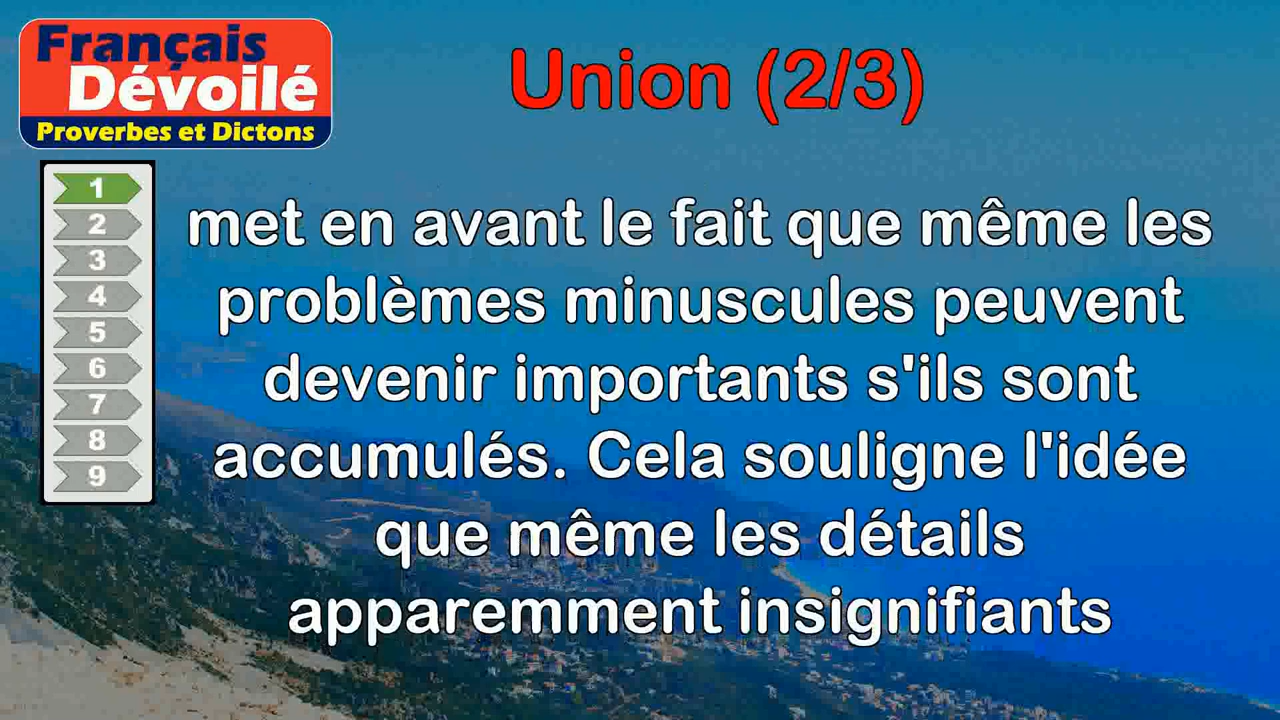 Français
Dévoilé
Proverbes et Dictons
Union (2/3)
1
2
3
4
5
6
7
8
9
met en avant le fait que même les
problèmes minuscules peuvent
devenir importants s'ils sont
accumulés. Cela souligne l'idée
que même les détails
apparemment insignifiants